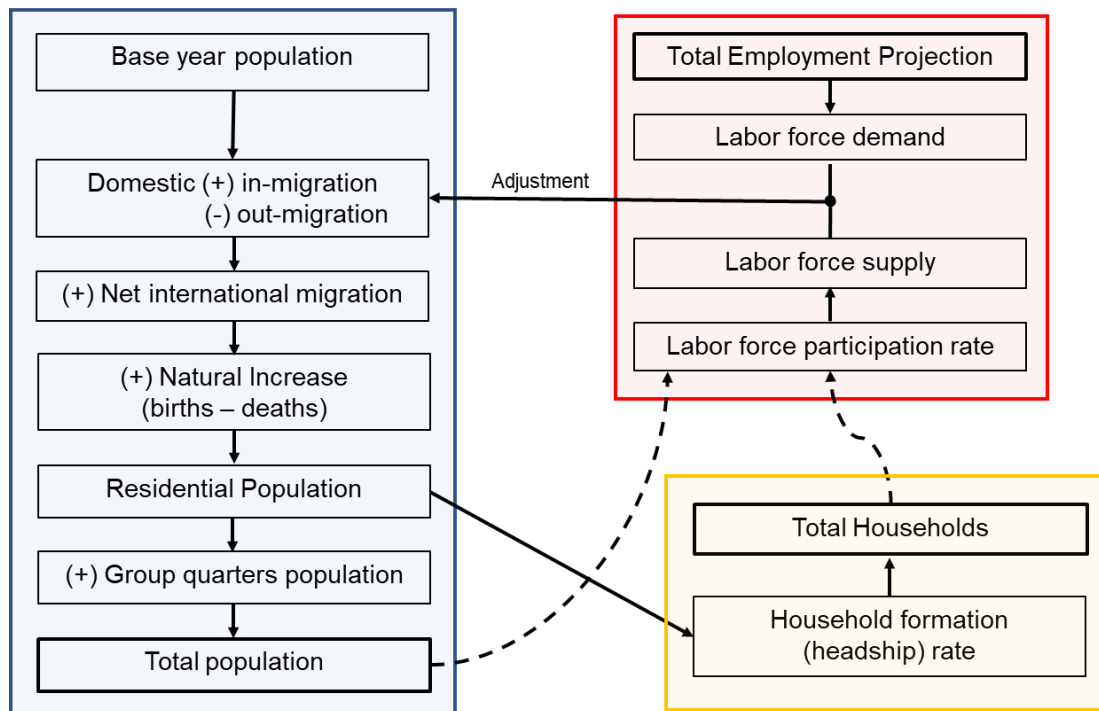 Base year population
Domestic (+) in-migration
(-) out-migration
(+) Net international migration
(+) Natural Increase
(births – deaths)
Residential Population
(+) Group quarters population
Total population
Adjustment
Total Employment Projection
Labor force demand
Labor force supply
Labor force participation rate
Total Households
Household formation
(headship) rate